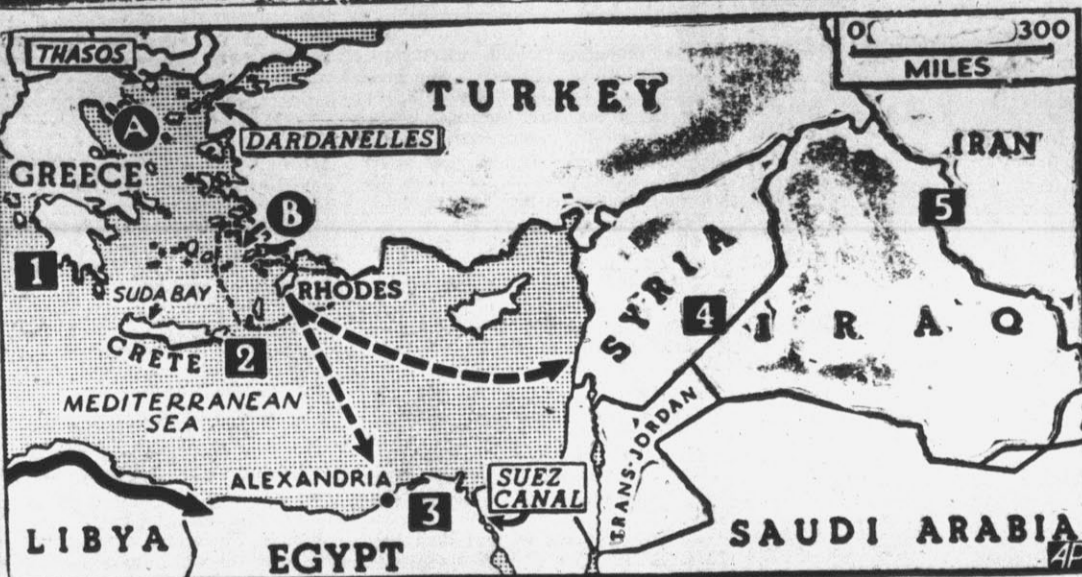 THASOS
0 300
MILES
TURKEY
A
DARDANELLES
IRAN
GREECE
B
5
1
RHODES
SYRIA
SUDA BAY
4
IRAQ
CRETE
2
MEDITERRANEAN
SEA
TRANS-JORDAN
ALEXANDRIA
3
SUEZ
CANAL
LIBYA
EGYPT
SAUDI ARABIA
AP